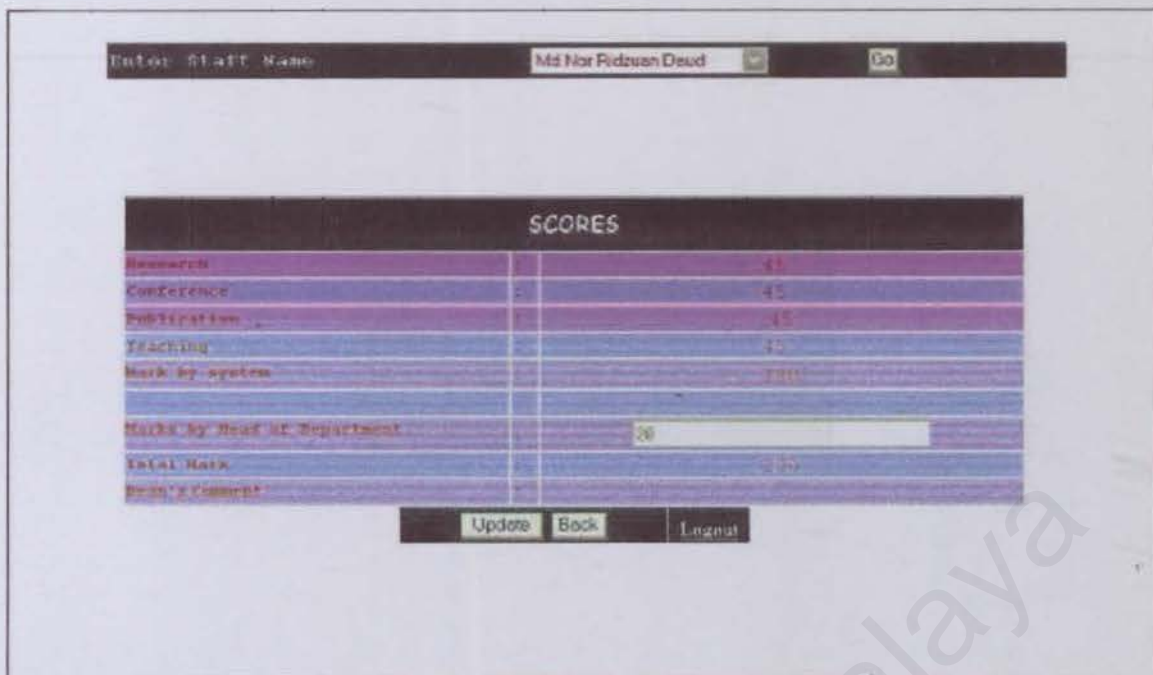 Enter Staff Name Md Nor Ridzuan Daud Go
SCORES
Research : 45
Conference : 45
Publication : 45
Teaching : 45
Mark by system : 180
Marks by Head of Department : 20
Total Mark : 200
Dean's Comment :
Update Back Logout
alaya